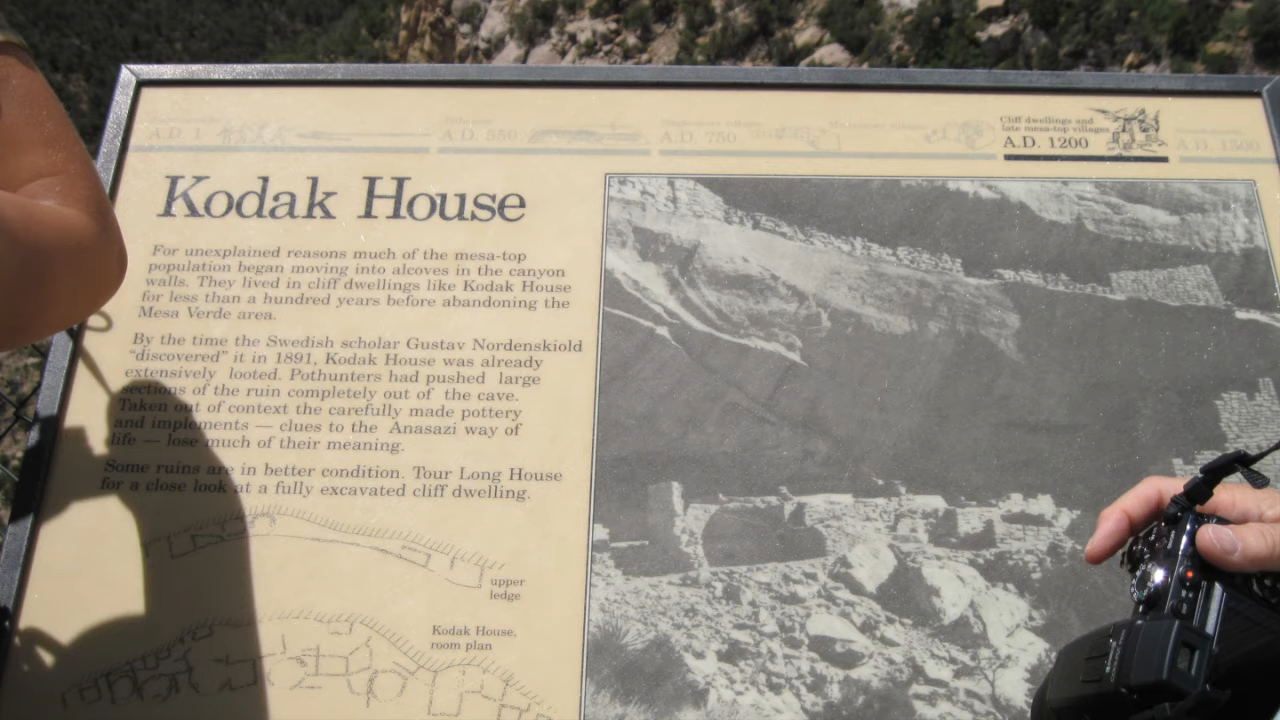 A.D. 1
A.D. 550
A.D. 750
Cliff dwellings and
late mesa-top villages
A.D. 1200
A.D. 1300
Kodak House
For unexplained reasons much of the mesa-top
population began moving into alcoves in the canyon
walls. They lived in cliff dwellings like Kodak House
for less than a hundred years before abandoning the
Mesa Verde area.
By the time the Swedish scholar Gustav Nordenskiold
“discovered” it in 1891, Kodak House was already
extensively looted. Pothunters had pushed large
sections of the ruin completely out of the cave.
Taken out of context the carefully made pottery
and implements — clues to the Anasazi way of
life — lose much of their meaning.
Some ruins are in better condition. Tour Long House
for a close look at a fully excavated cliff dwelling.
upper
ledge
Kodak House,
room plan